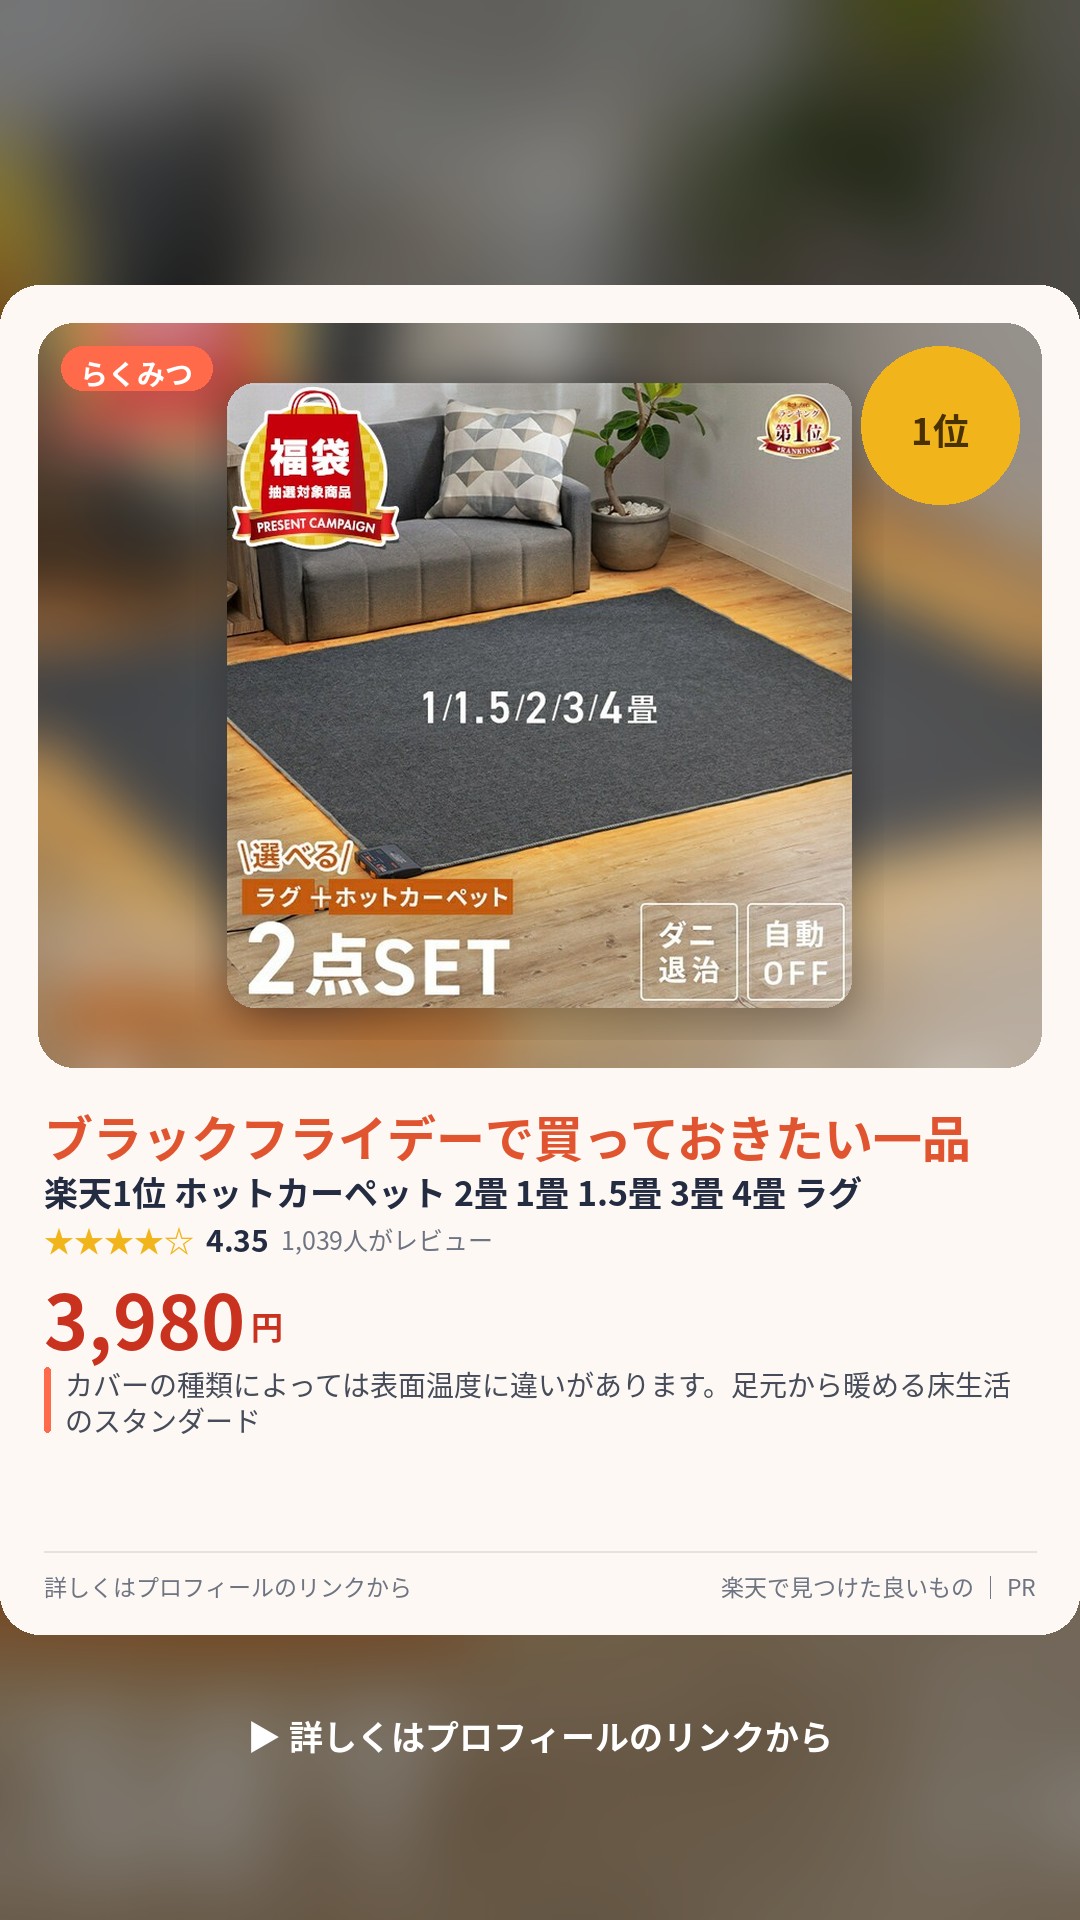 らくみつ
1位
福袋
抽選対象商品
PRESENT CAMPAIGN
ランキング
第1位
RANKING
1/1.5/2/3/4畳
\選べる/
ラグ+ホットカーペット
2点SET
ダニ
退治
自動
OFF
ブラックフライデーで買っておきたい一品
楽天1位 ホットカーペット 2畳 1畳 1.5畳 3畳 4畳 ラグ
★★★★☆ 4.35 1,039人がレビュー
3,980円
カバーの種類によっては表面温度に違いがあります。足元から暖める床生活
のスタンダード
詳しくはプロフィールのリンクから
楽天で見つけた良いもの | PR
▶ 詳しくはプロフィールのリンクから